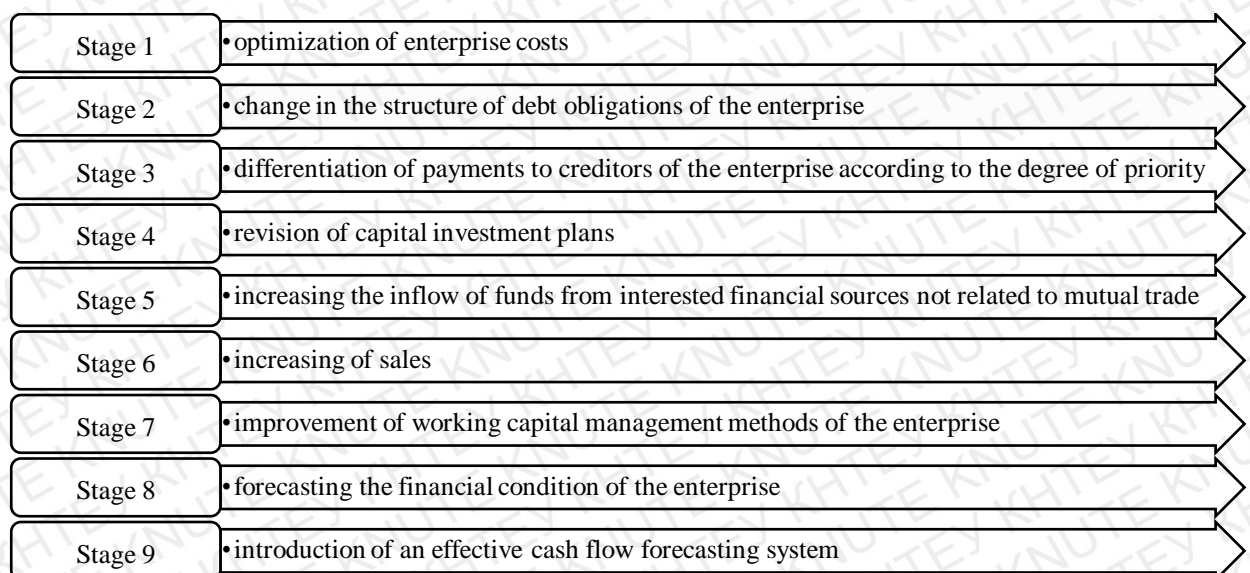 Stage 1
•optimization of enterprise costs
Stage 2
•change in the structure of debt obligations of the enterprise
Stage 3
•differentiation of payments to creditors of the enterprise according to the degree of priority
Stage 4
•revision of capital investment plans
Stage 5
•increasing the inflow of funds from interested financial sources not related to mutual trade
Stage 6
•increasing of sales
Stage 7
•improvement of working capital management methods of the enterprise
Stage 8
•forecasting the financial condition of the enterprise
Stage 9
•introduction of an effective cash flow forecasting system